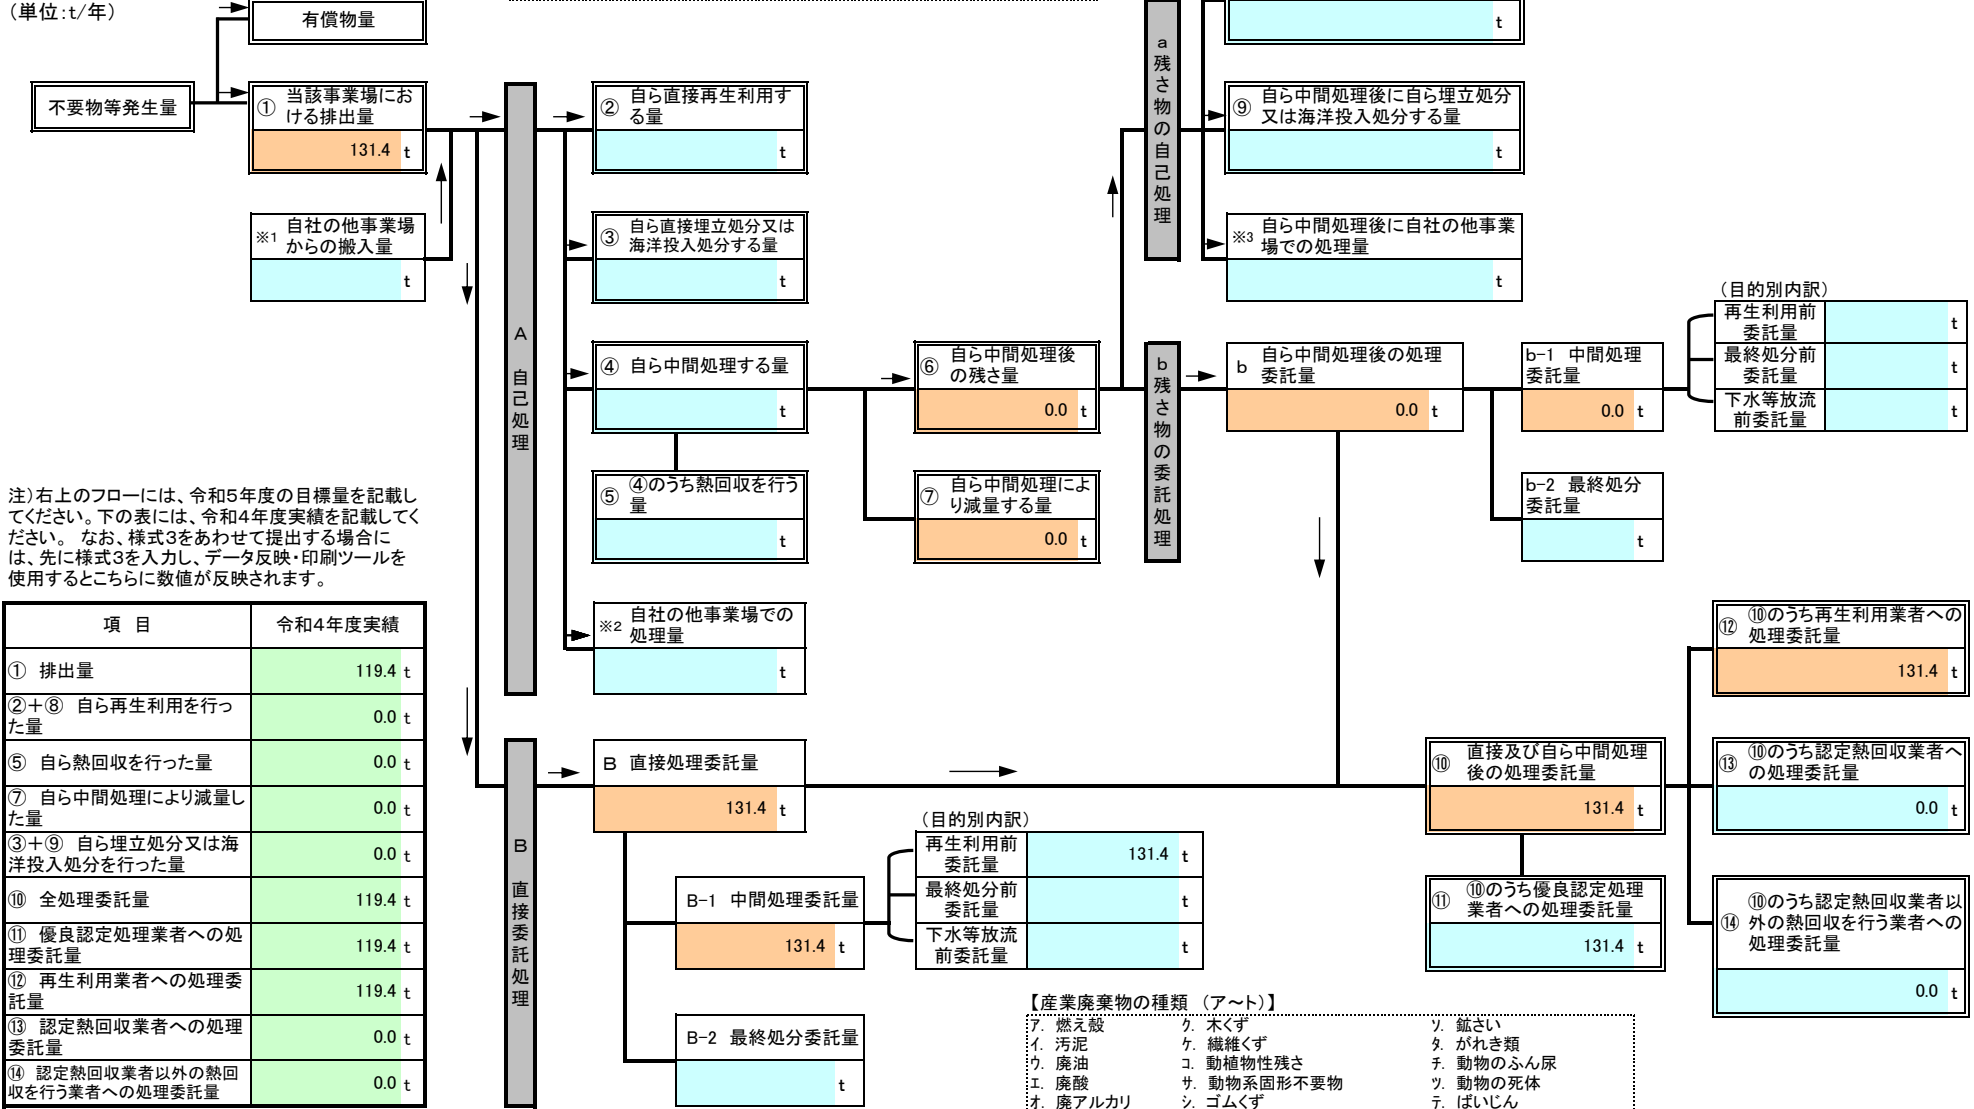 (単位:t/年)
有償物量
不要物等発生量
① 当該事業場にお
ける排出量
131.4 t
※1 自社の他事業場
からの搬入量
t
A 自己処理
② 自ら直接再生利用す
る量
t
③ 自ら直接埋立処分又は
海洋投入処分する量
t
④ 自ら中間処理する量
t
⑤ ④のうち熱回収を行う
量
t
※2 自社の他事業場での
処理量
t
⑥ 自ら中間処理後
の残さ量
0.0 t
⑦ 自ら中間処理によ
り減量する量
0.0 t
a 残さ物の自己処理
t
⑨ 自ら中間処理後に自ら埋立処分
又は海洋投入処分する量
t
※3 自ら中間処理後に自社の他事業
場での処理量
t
b 残さ物の委託処理
b 自ら中間処理後の処理
委託量
0.0 t
b-1 中間処理
委託量
0.0 t
(目的別内訳)
再生利用前
委託量
t
最終処分前
委託量
t
下水等放流
前委託量
t
b-2 最終処分
委託量
t
注)右上のフローには、令和5年度の目標量を記載し
てください。下の表には、令和4年度実績を記載してく
ださい。 なお、様式3をあわせて提出する場合に
は、先に様式3を入力し、データ反映・印刷ツールを
使用するとこちらに数値が反映されます。
項 目 令和4年度実績
① 排出量 119.4 t
②+⑧ 自ら再生利用を行っ
た量 0.0 t
⑤ 自ら熱回収を行った量 0.0 t
⑦ 自ら中間処理により減量し
た量 0.0 t
③+⑨ 自ら埋立処分又は海
洋投入処分を行った量 0.0 t
⑩ 全処理委託量 119.4 t
⑪ 優良認定処理業者への処
理委託量 119.4 t
⑫ 再生利用業者への処理委
託量 119.4 t
⑬ 認定熱回収業者への処理
委託量 0.0 t
⑭ 認定熱回収業者以外の熱回
収を行う業者への処理委託量 0.0 t
B 直接委託処理
B 直接処理委託量
131.4 t
B-1 中間処理委託量
131.4 t
B-2 最終処分委託量
t
(目的別内訳)
再生利用前
委託量
131.4 t
最終処分前
委託量
t
下水等放流
前委託量
t
⑩ 直接及び自ら中間処理
後の処理委託量
131.4 t
⑪ ⑩のうち優良認定処理
業者への処理委託量
131.4 t
⑫ ⑩のうち再生利用業者への
処理委託量
131.4 t
⑬ ⑩のうち認定熱回収業者へ
の処理委託量
0.0 t
⑭ ⑩のうち認定熱回収業者以
外の熱回収を行う業者への
処理委託量
0.0 t
【産業廃棄物の種類 (ア~ト)】
ア. 燃え殻 ク. 木くず ソ. 鉱さい
イ. 汚泥 ケ. 繊維くず タ. がれき類
ウ. 廃油 コ. 動植物性残さ チ. 動物のふん尿
エ. 廃酸 サ. 動物系固形不要物 ツ. 動物の死体
オ. 廃アルカリ シ. ゴムくず テ. ばいじん